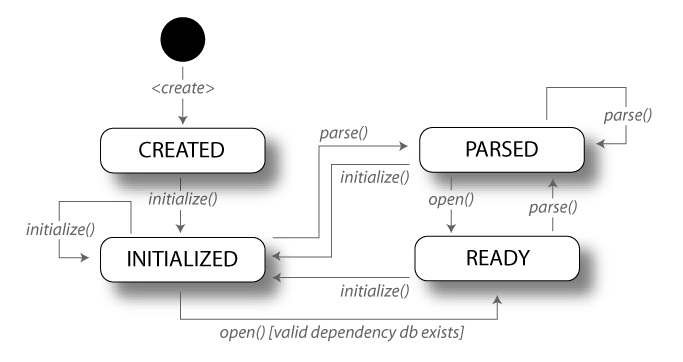 <create>
CREATED
parse()
PARSED
parse()
initialize()
initialize()
open()
parse()
initialize()
INITIALIZED
READY
initialize()
open() [valid dependency db exists]